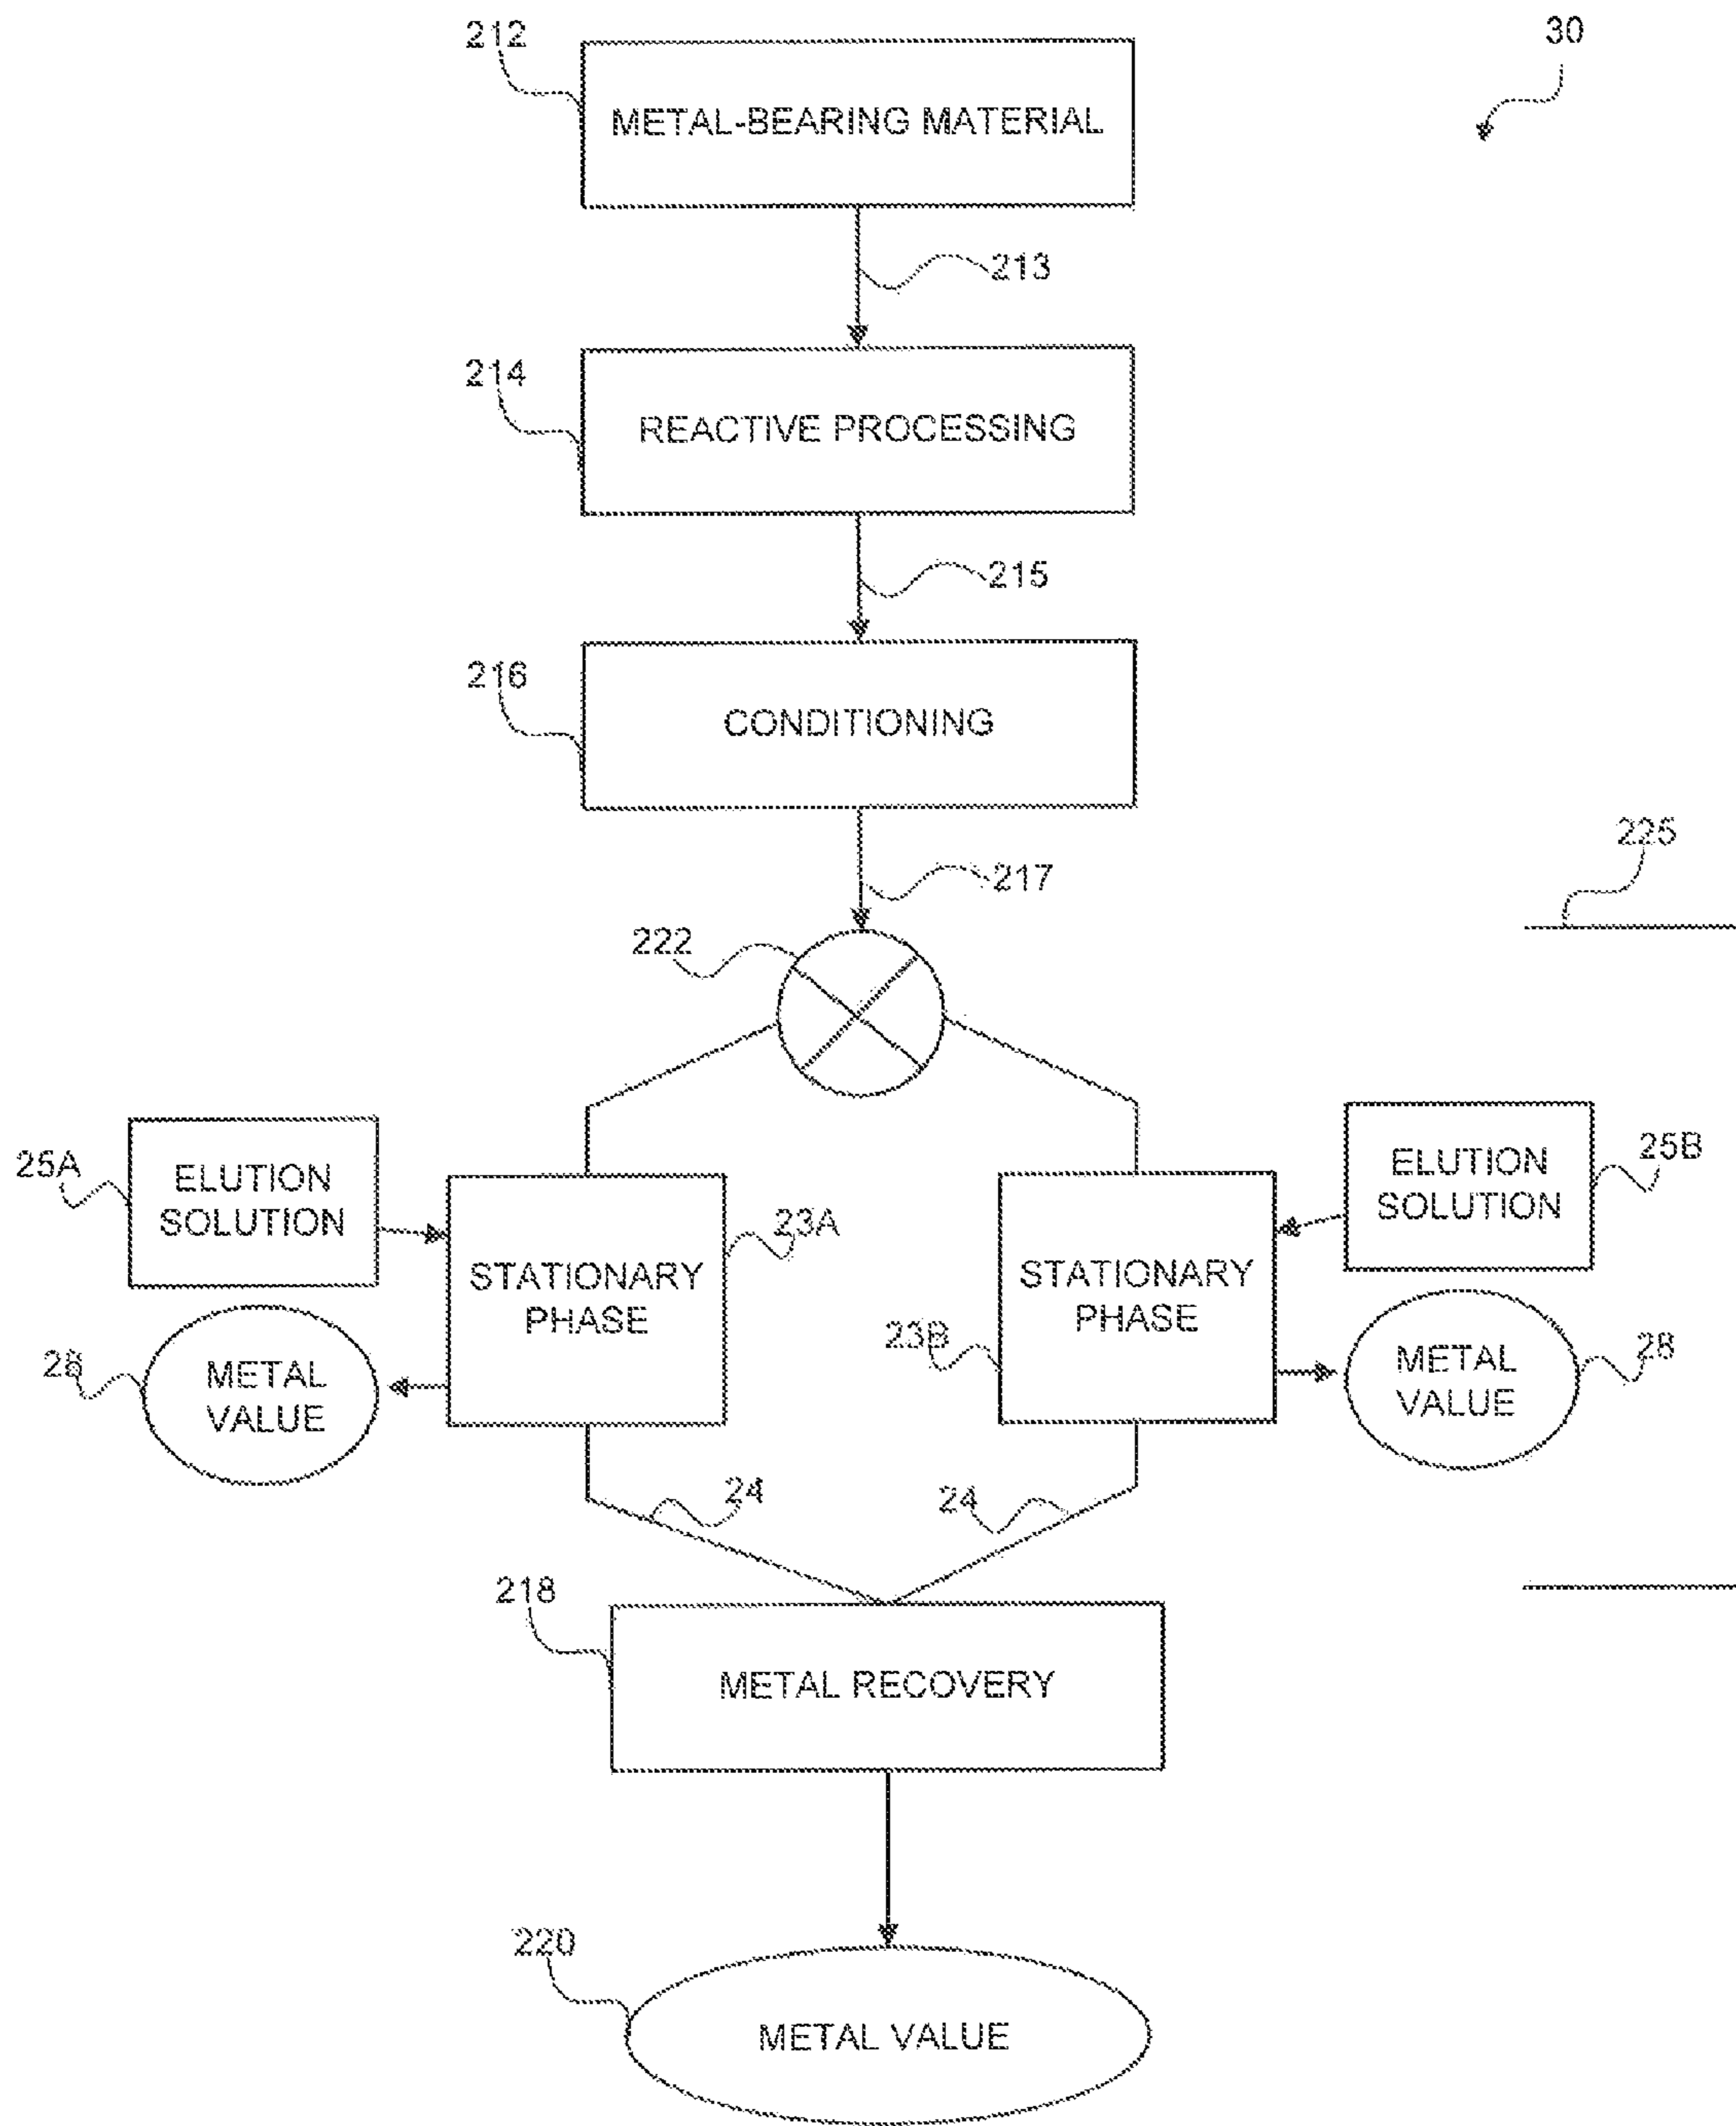 212
30
METAL-BEARING MATERIAL
213
214
REACTIVE PROCESSING
215
216
CONDITIONING
217
225
222
25A
ELUTION
SOLUTION
ELUTION
SOLUTION
25B
23A
STATIONARY
PHASE
STATIONARY
PHASE
23B
28
METAL
VALUE
METAL
VALUE
28
24
24
218
METAL RECOVERY
220
METAL VALUE